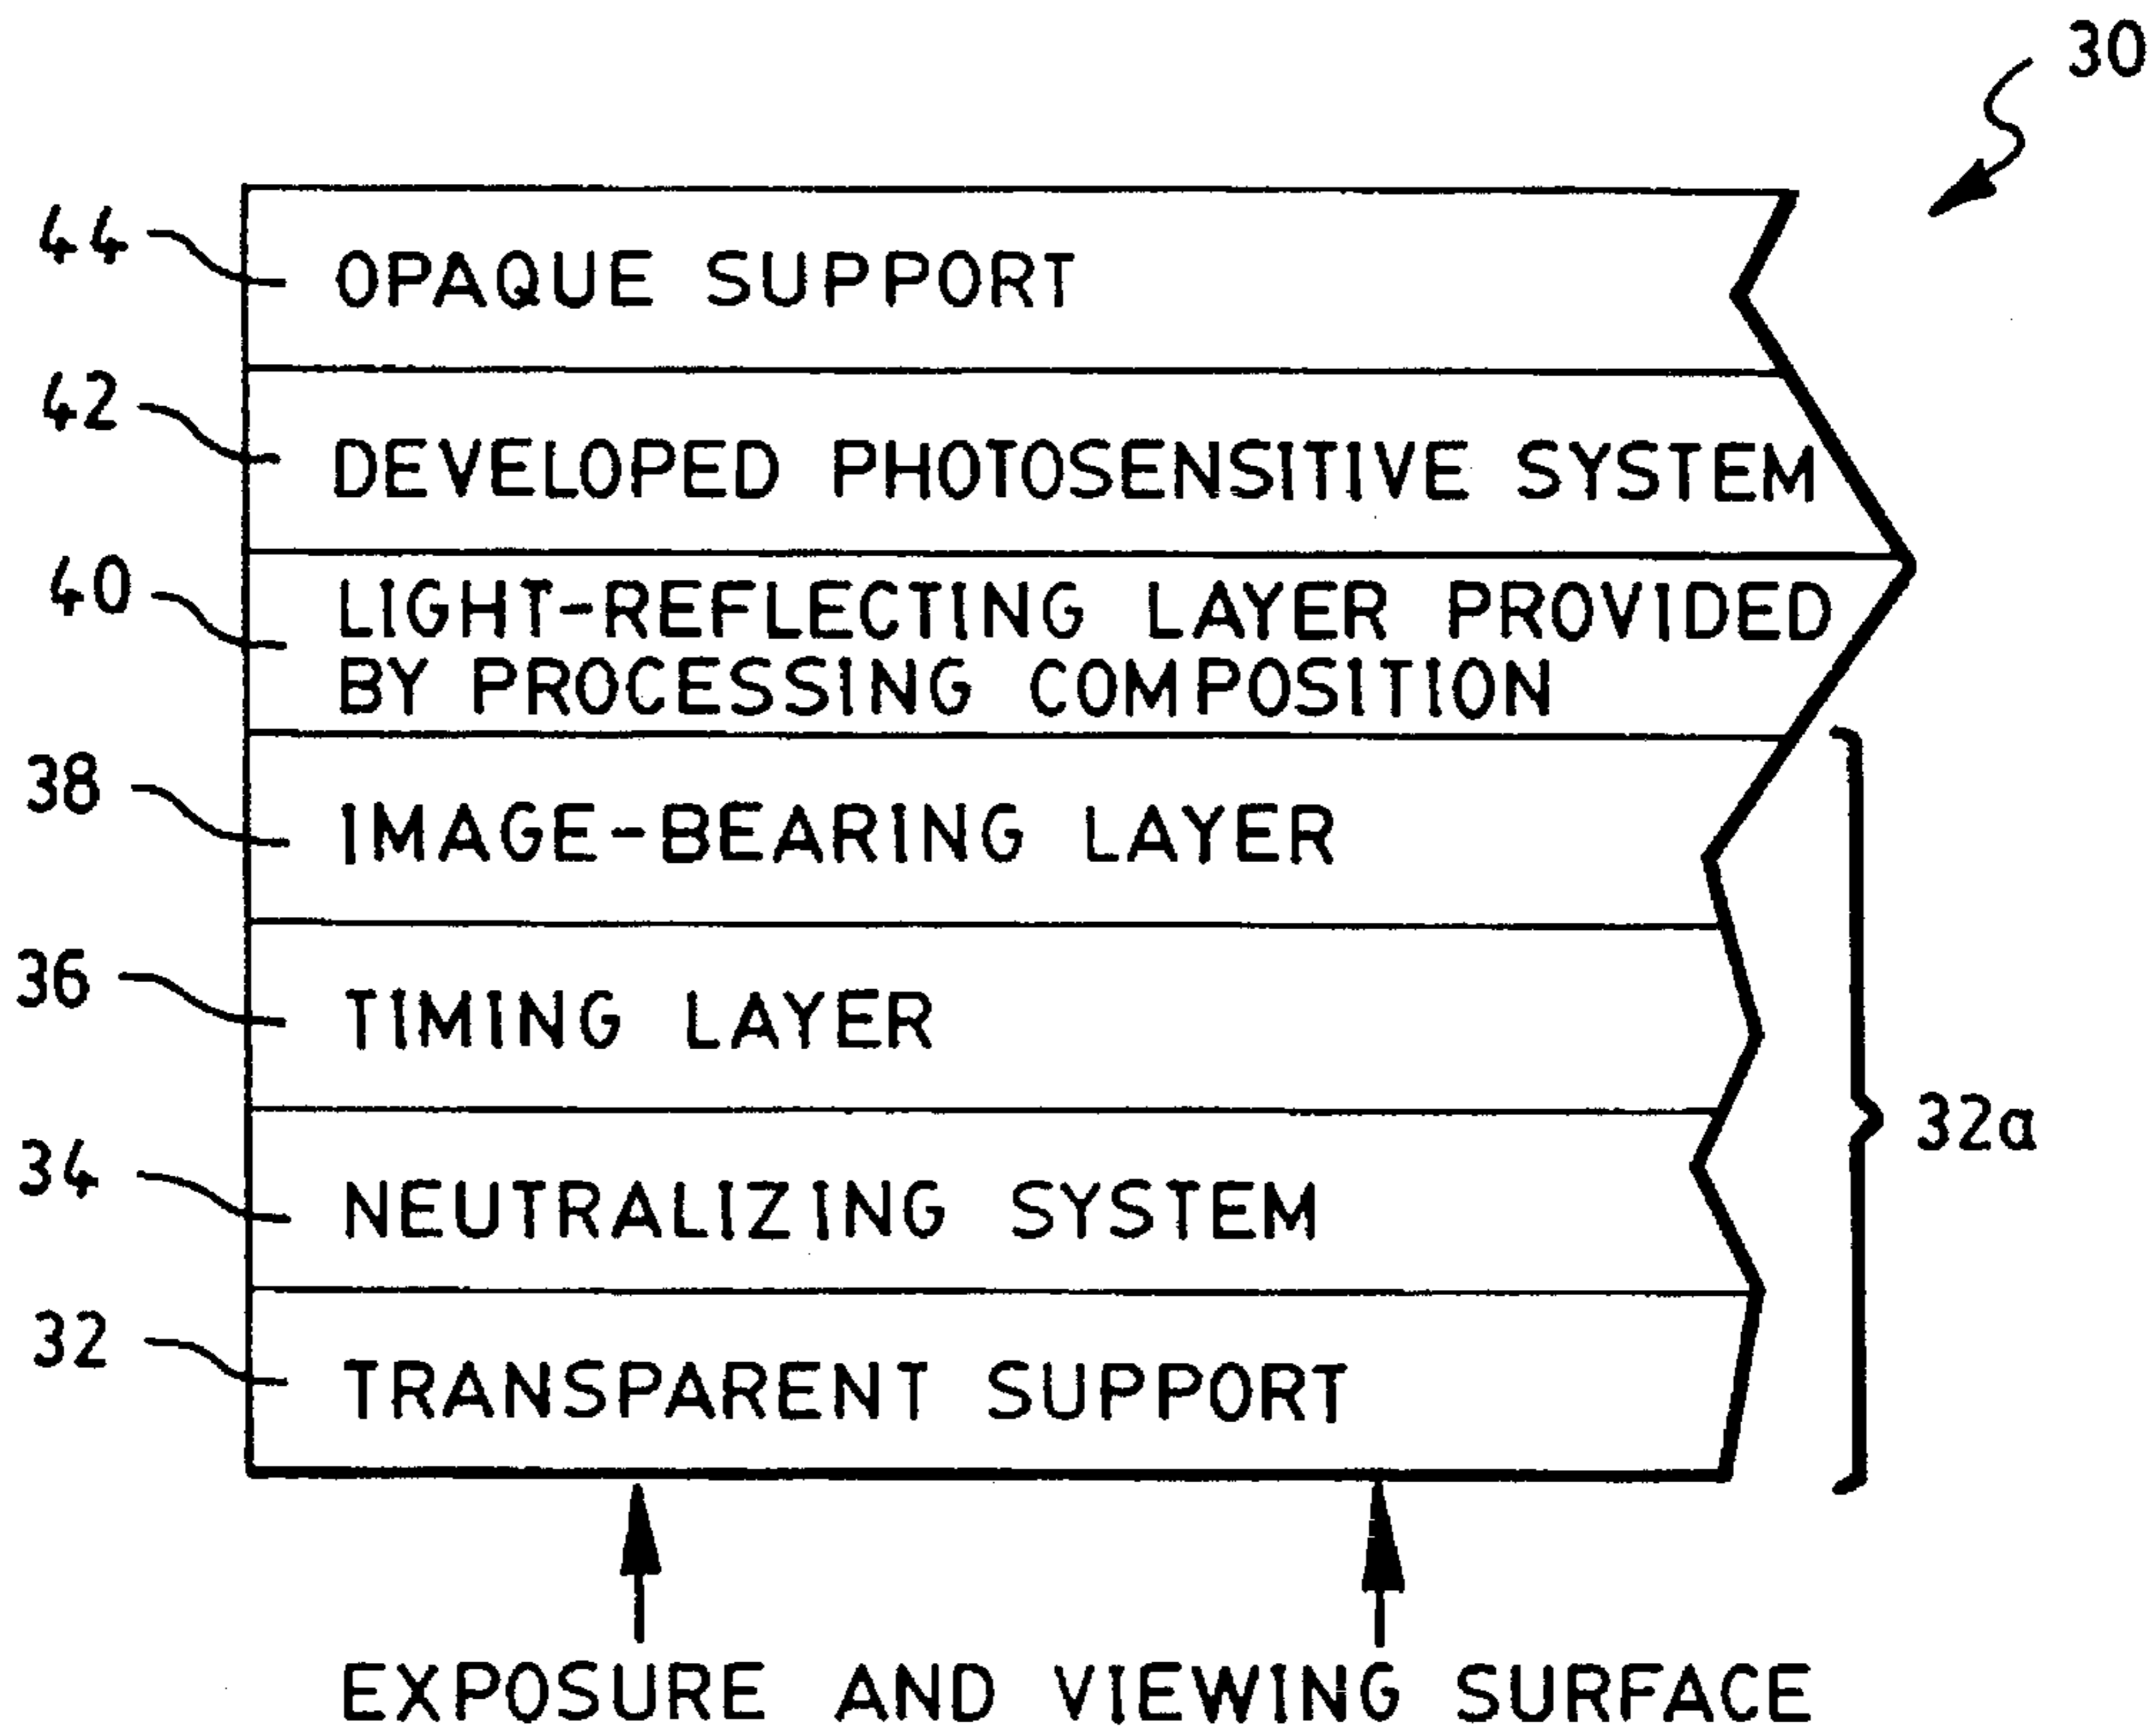 30
44 OPAQUE SUPPORT
42 DEVELOPED PHOTOSENSITIVE SYSTEM
40 LIGHT-REFLECTING LAYER PROVIDED
BY PROCESSING COMPOSITION
38 IMAGE-BEARING LAYER
36 TIMING LAYER
32a
34 NEUTRALIZING SYSTEM
32 TRANSPARENT SUPPORT
EXPOSURE AND VIEWING SURFACE